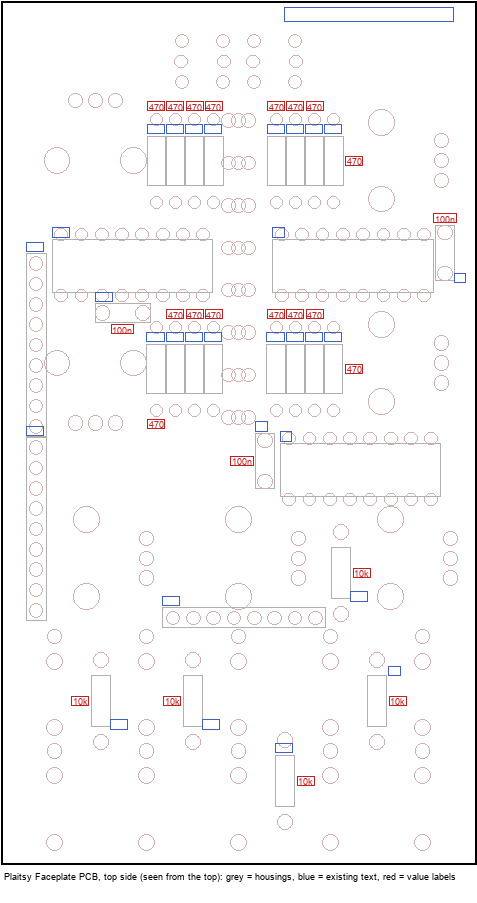 470 470 470 470 470 470 470
470
100n
470 470 470 470 470 470
100n
470
470
100n
10k
10k 10k 10k
10k
Plaitsy Faceplate PCB, top side (seen from the top): grey = housings, blue = existing text, red = value labels